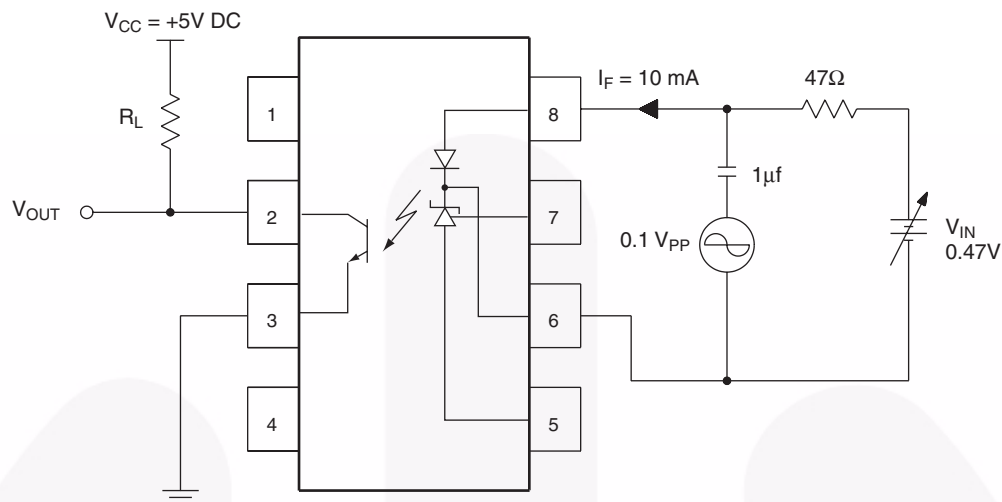 V_CC = +5V DC
R_L
V_OUT
1
2
3
4
8
7
6
5
I_F = 10 mA
47Ω
1μf
0.1 V_PP
V_IN
0.47V